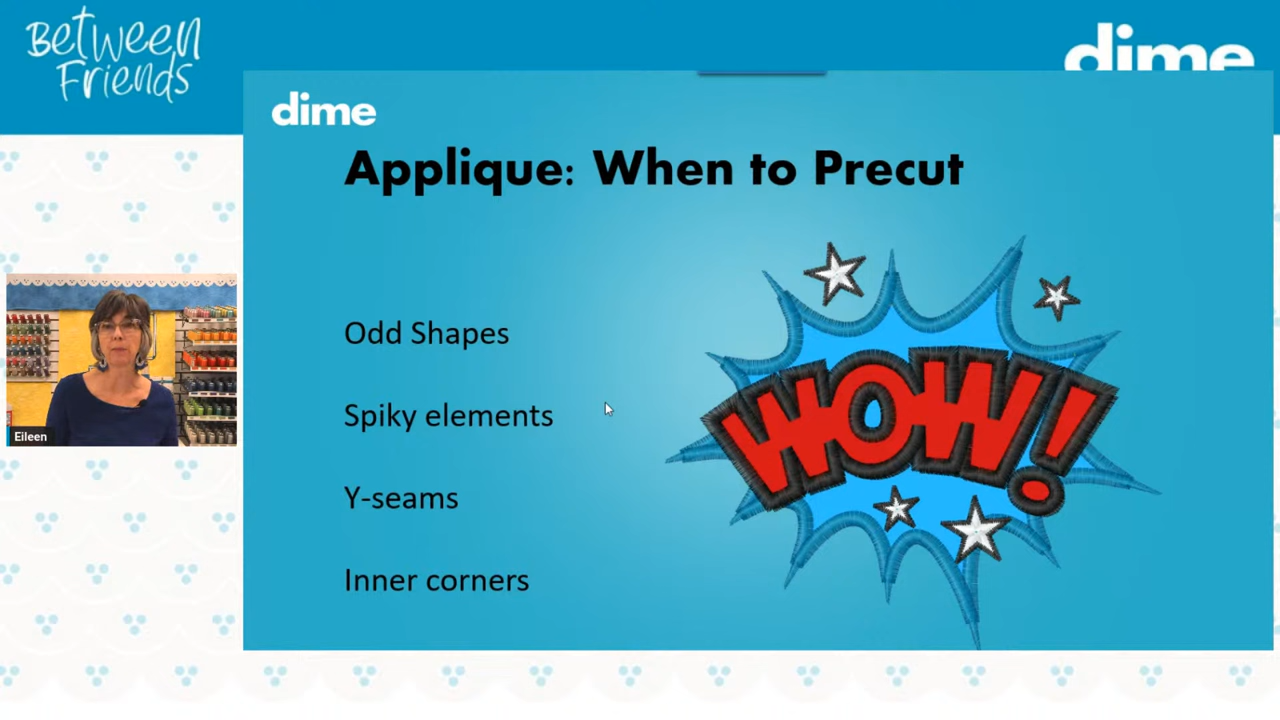 Between
Friends
dime
dime
Applique: When to Precut
Odd Shapes
Spiky elements
Y-seams
Inner corners
WOW!
Eileen